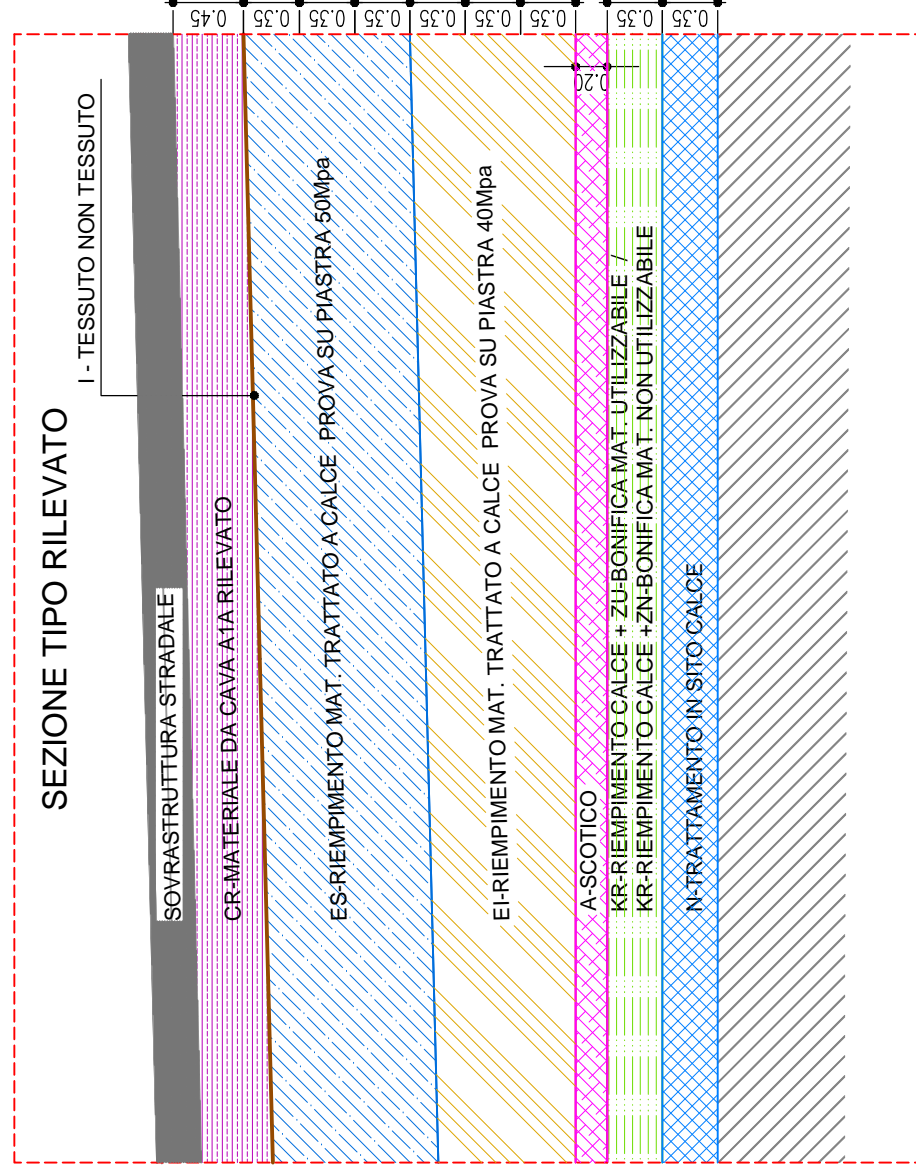 SEZIONE TIPO RILEVATO
I - TESSSUTO NON TESSUTO
SOVRASTRUTTURA STRADALE
CR-MATERIALE DA CAVA A1A RILEVATO
ES-RIEMPIMENTO MAT. TRATTATO A CALCE PROVA SU PIASTRA 50Mpa
EI-RIEMPIMENTO MAT. TRATTATO A CALCE PROVA SU PIASTRA 40Mpa
A-SCOTICO
KR-RIEMPIMENTO CALCE + ZU-BONIFICA MAT. UTILIZZABILE /
KR-RIEMPIMENTO CALCE +ZN-BONIFICA MAT. NON UTILIZZABILE
N-TRATTAMENTO IN SITO CALCE
0.45
0.35
0.35
0.35
0.35
0.35
0.35
0.20
0.35
0.35